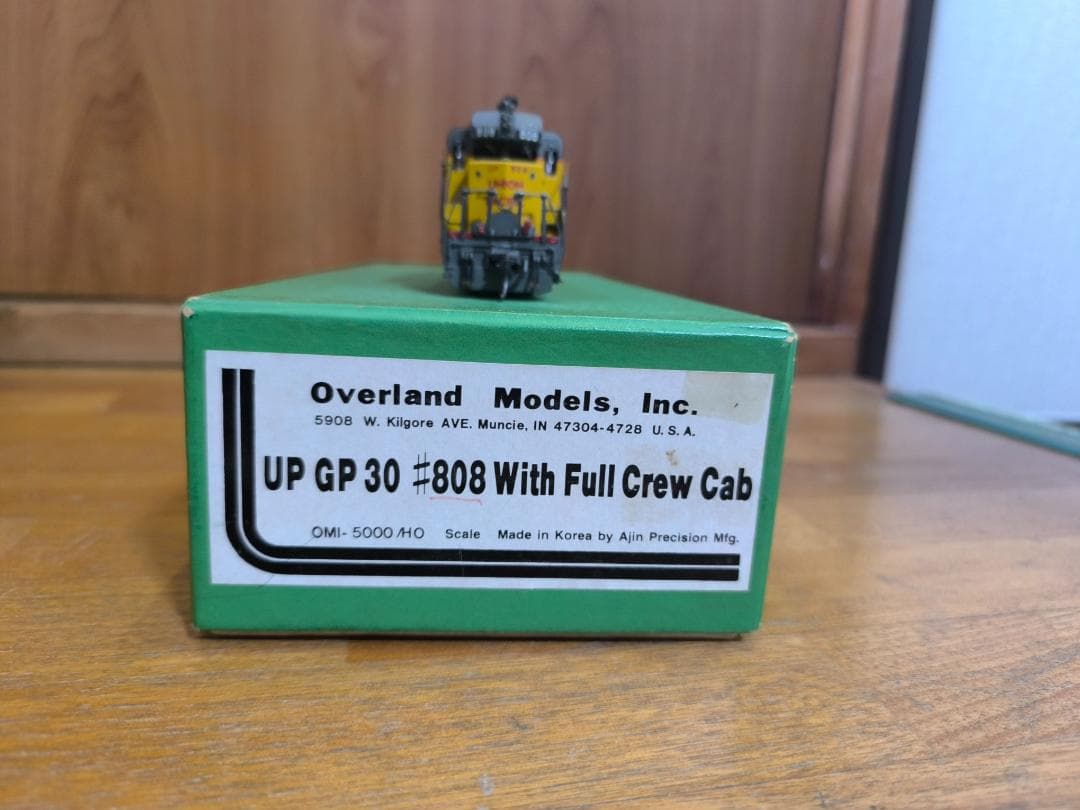 Overland Models, Inc.
5908 W. Kilgore AVE. Muncie, IN 47304-4728 U.S.A.
UP GP 30 #808 With Full Crew Cab
OMI-5000/HO Scale Made in Korea by Ajin Precision Mfg.